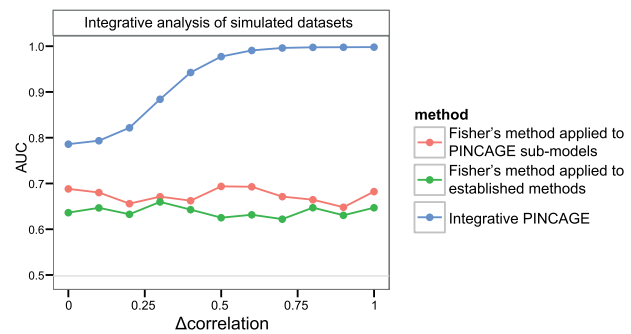 Integrative analysis of simulated datasets
1.0
0.9
0.8
0.7
0.6
0.5
AUC
0
0.25
0.5
0.75
1
Δcorrelation
method
Fisher's method applied to
PINCAGE sub-models
Fisher's method applied to
established methods
Integrative PINCAGE